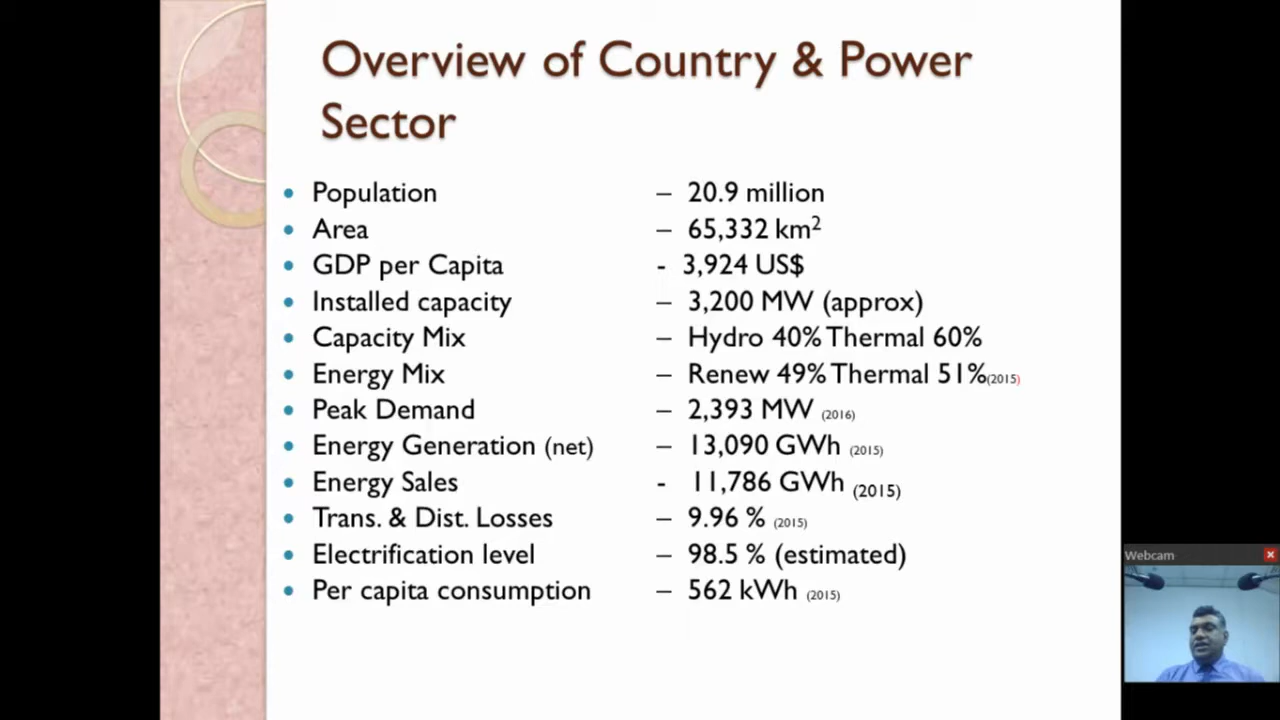 Overview of Country & Power
Sector
• Population – 20.9 million
• Area – 65,332 km²
• GDP per Capita - 3,924 US$
• Installed capacity – 3,200 MW (approx)
• Capacity Mix – Hydro 40% Thermal 60%
• Energy Mix – Renew 49% Thermal 51%(2015)
• Peak Demand – 2,393 MW (2016)
• Energy Generation (net) – 13,090 GWh (2015)
• Energy Sales - 11,786 GWh (2015)
• Trans. & Dist. Losses – 9.96 % (2015)
• Electrification level – 98.5 % (estimated)
• Per capita consumption – 562 kWh (2015)
Webcam